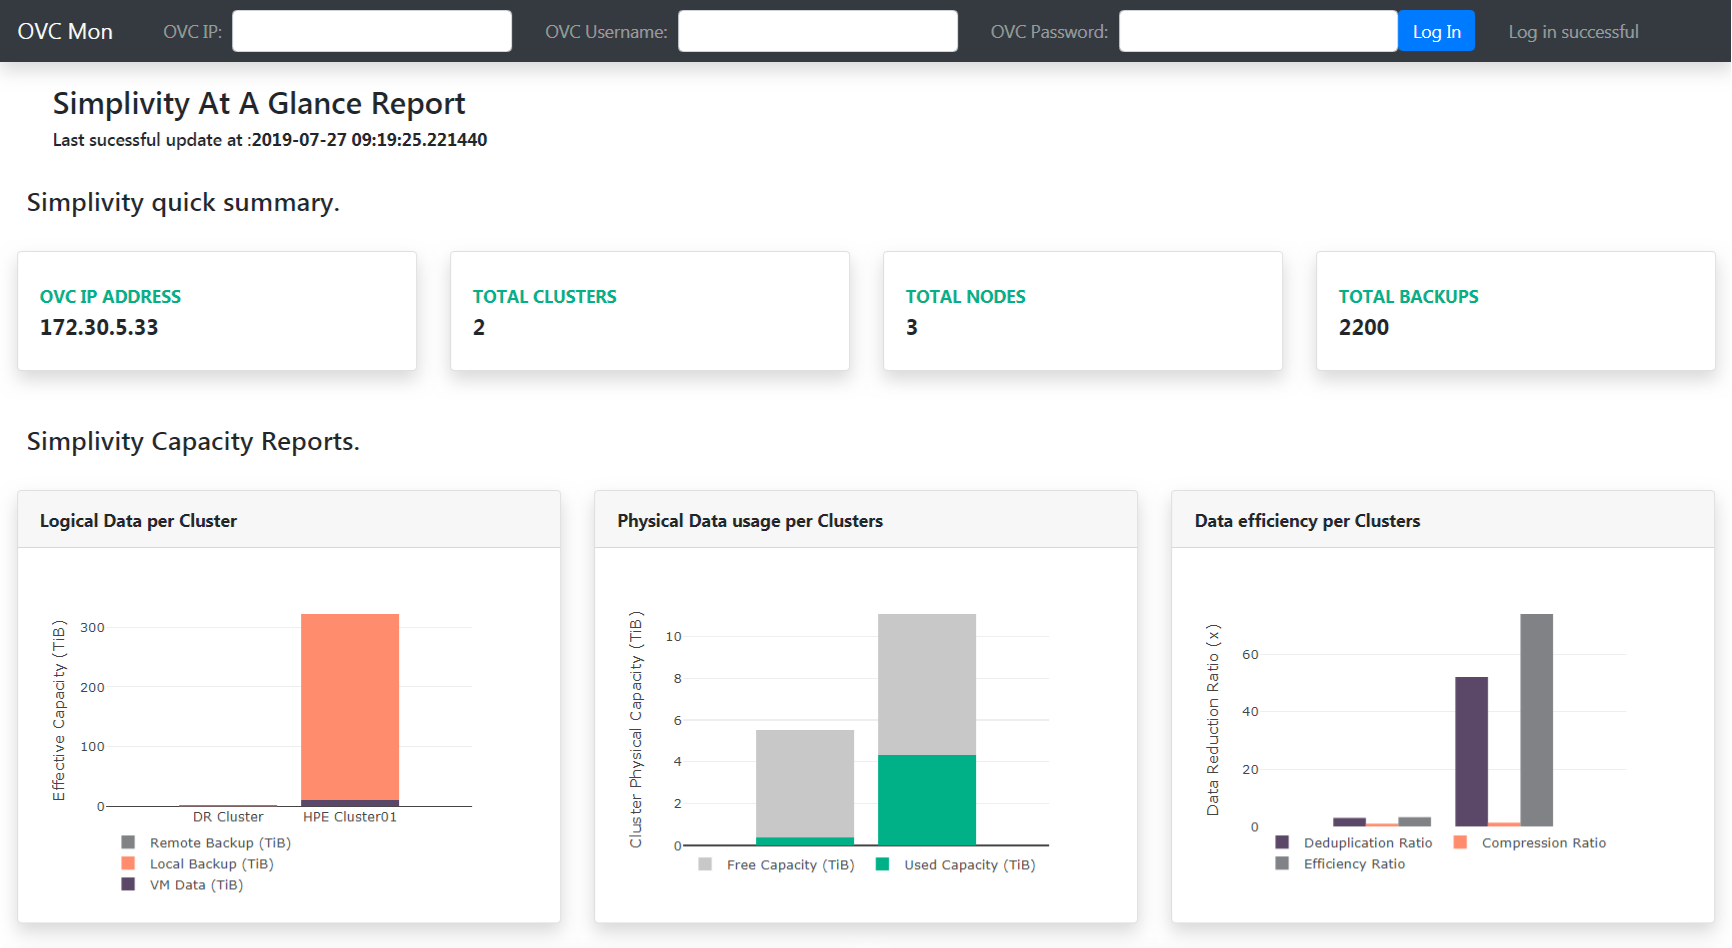 OVC Mon OVC IP: OVC Username: OVC Password: Log In Log in successful
Simplivity At A Glance Report
Last sucessful update at :2019-07-27 09:19:25.221440
Simplivity quick summary.
OVC IP ADDRESS
172.30.5.33
TOTAL CLUSTERS
2
TOTAL NODES
3
TOTAL BACKUPS
2200
Simplivity Capacity Reports.
Logical Data per Cluster
Effective Capacity (TiB)
300
200
100
0
DR Cluster HPE Cluster01
Remote Backup (TiB)
Local Backup (TiB)
VM Data (TiB)
Physical Data usage per Clusters
Cluster Physical Capacity (TiB)
10
8
6
4
2
0
Free Capacity (TiB) Used Capacity (TiB)
Data efficiency per Clusters
Data Reduction Ratio (x)
60
40
20
0
Deduplication Ratio Compression Ratio
Efficiency Ratio